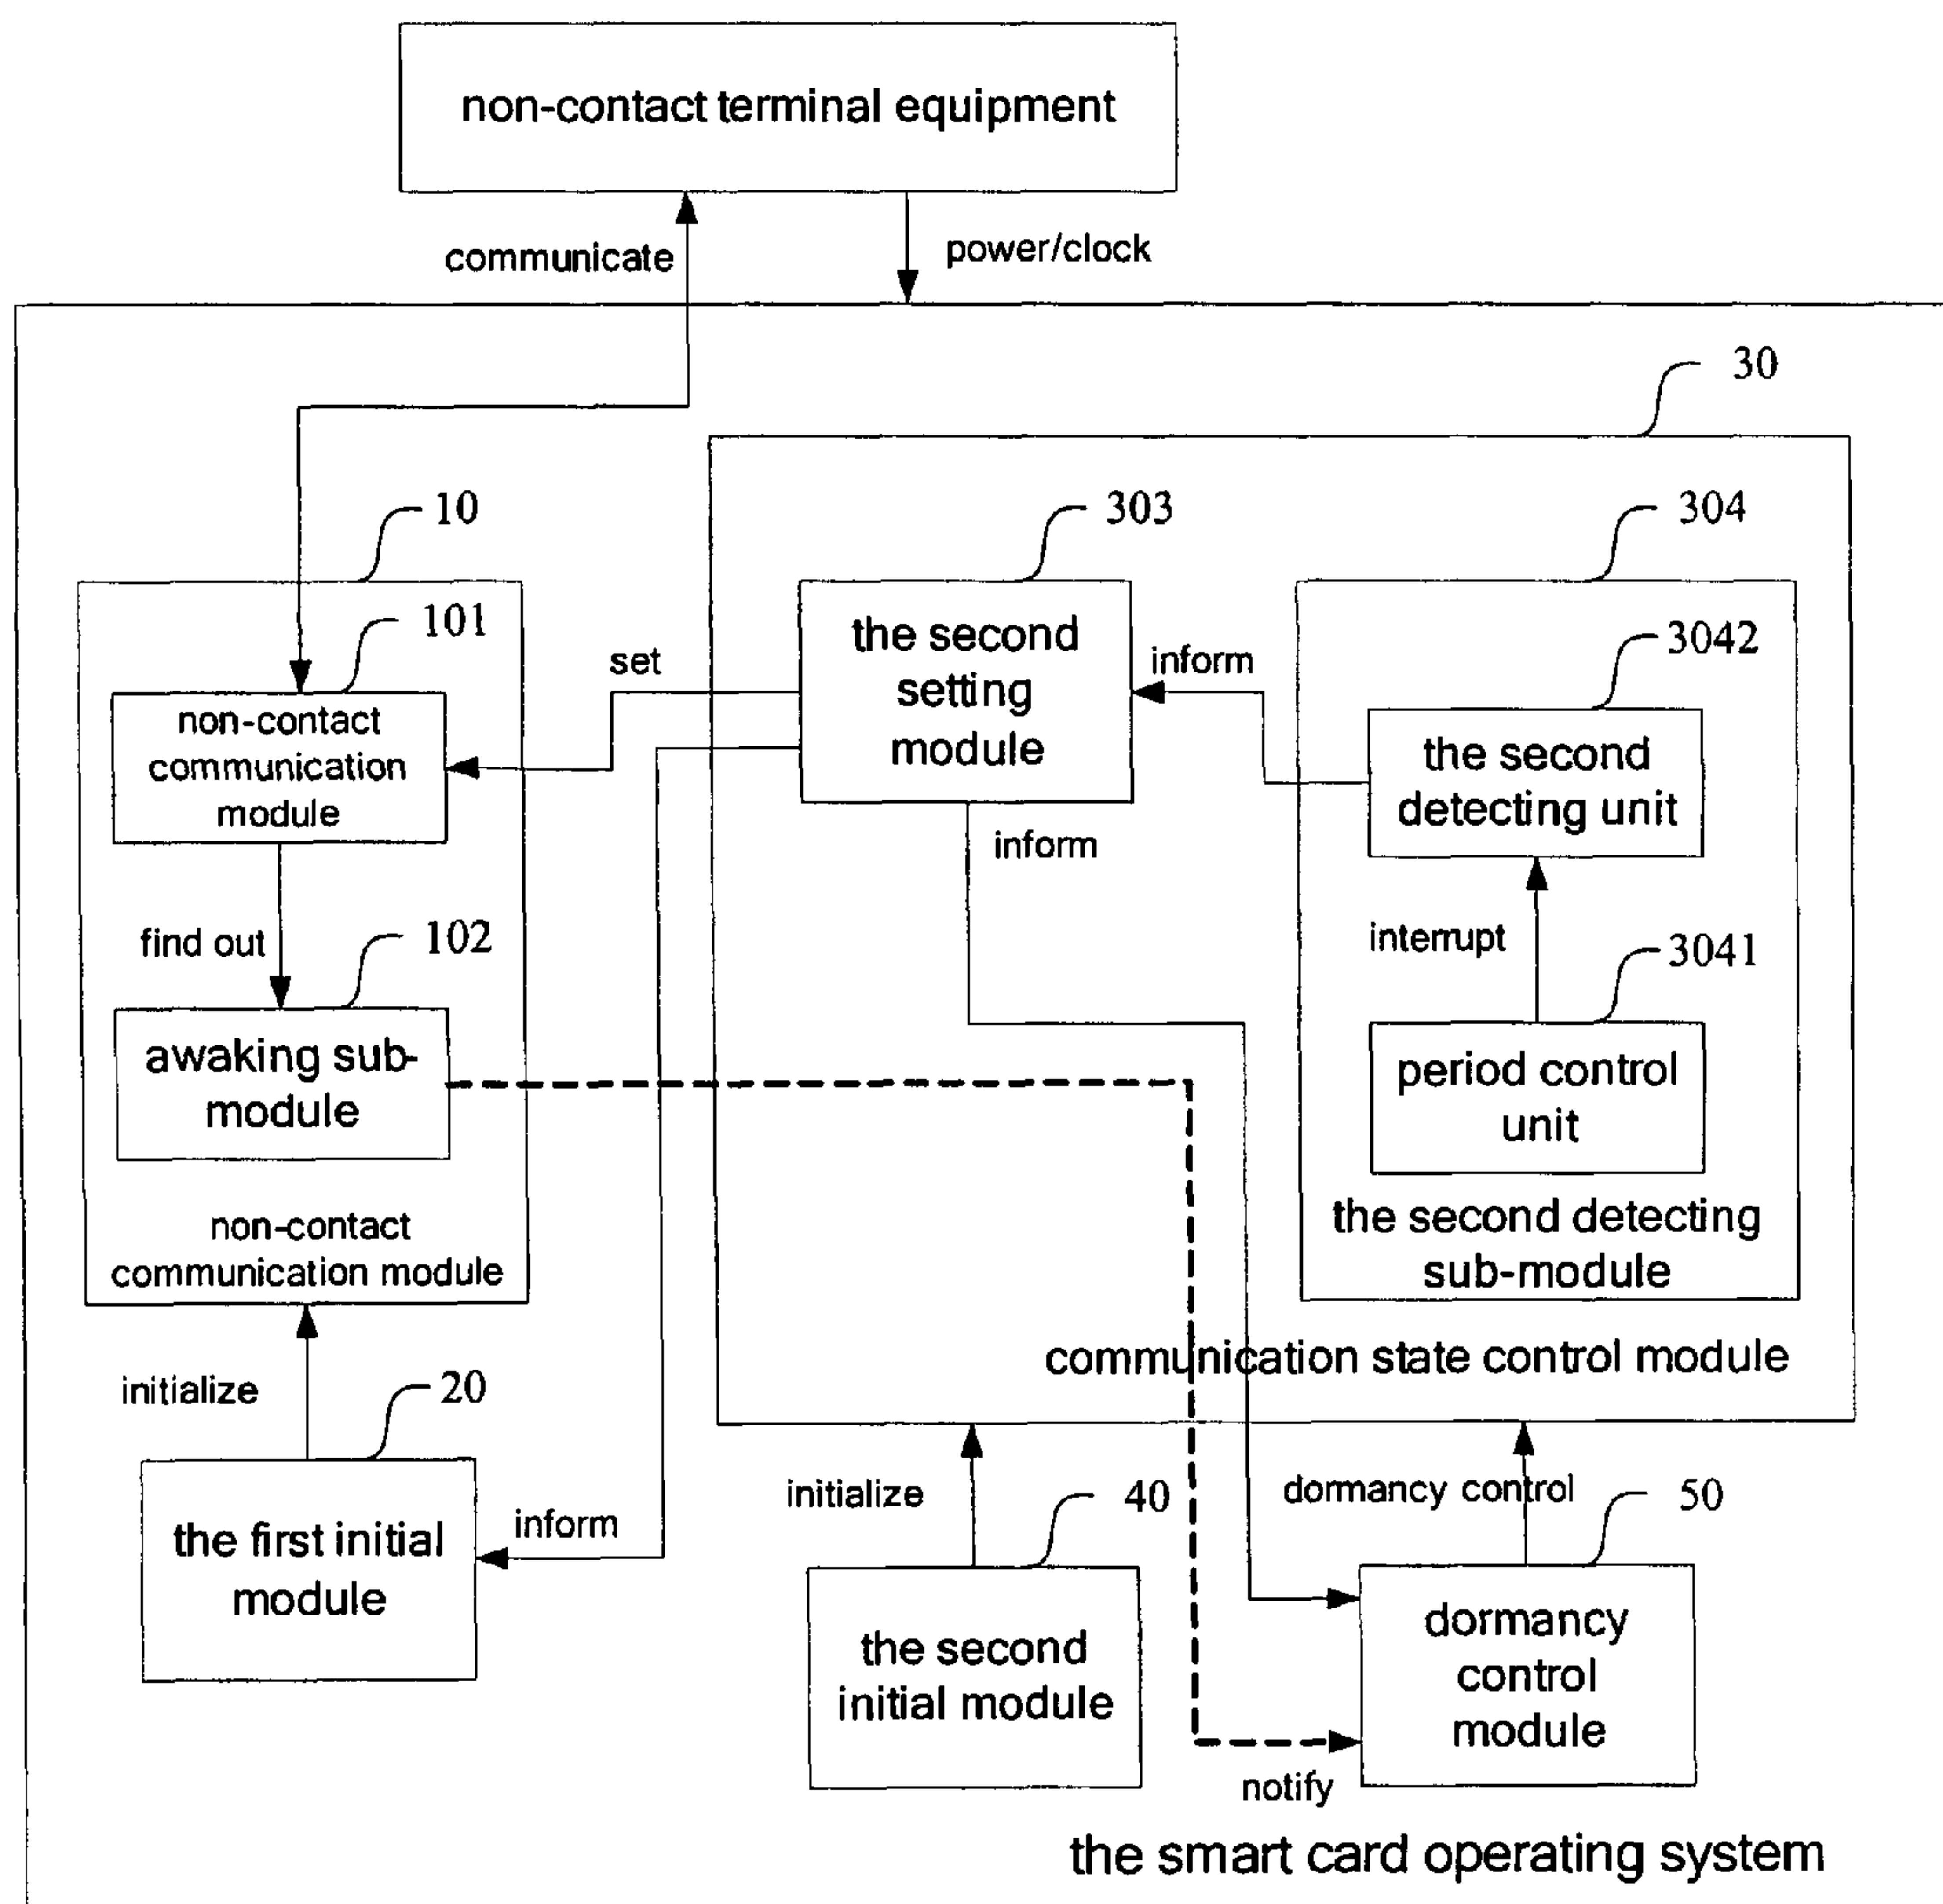 non-contact terminal equipment
communicate
power/clock
30
10
303
304
101
the second
setting
module
3042
set
inform
non-contact
communication
module
the second
detecting unit
inform
find out
102
interrupt
3041
awaking sub-
module
period control
unit
the second detecting
sub-module
non-contact
communication module
communication state control module
initialize
20
initialize
40
dormancy control
50
the first initial
module
inform
the second
initial module
dormancy
control
module
notify
the smart card operating system